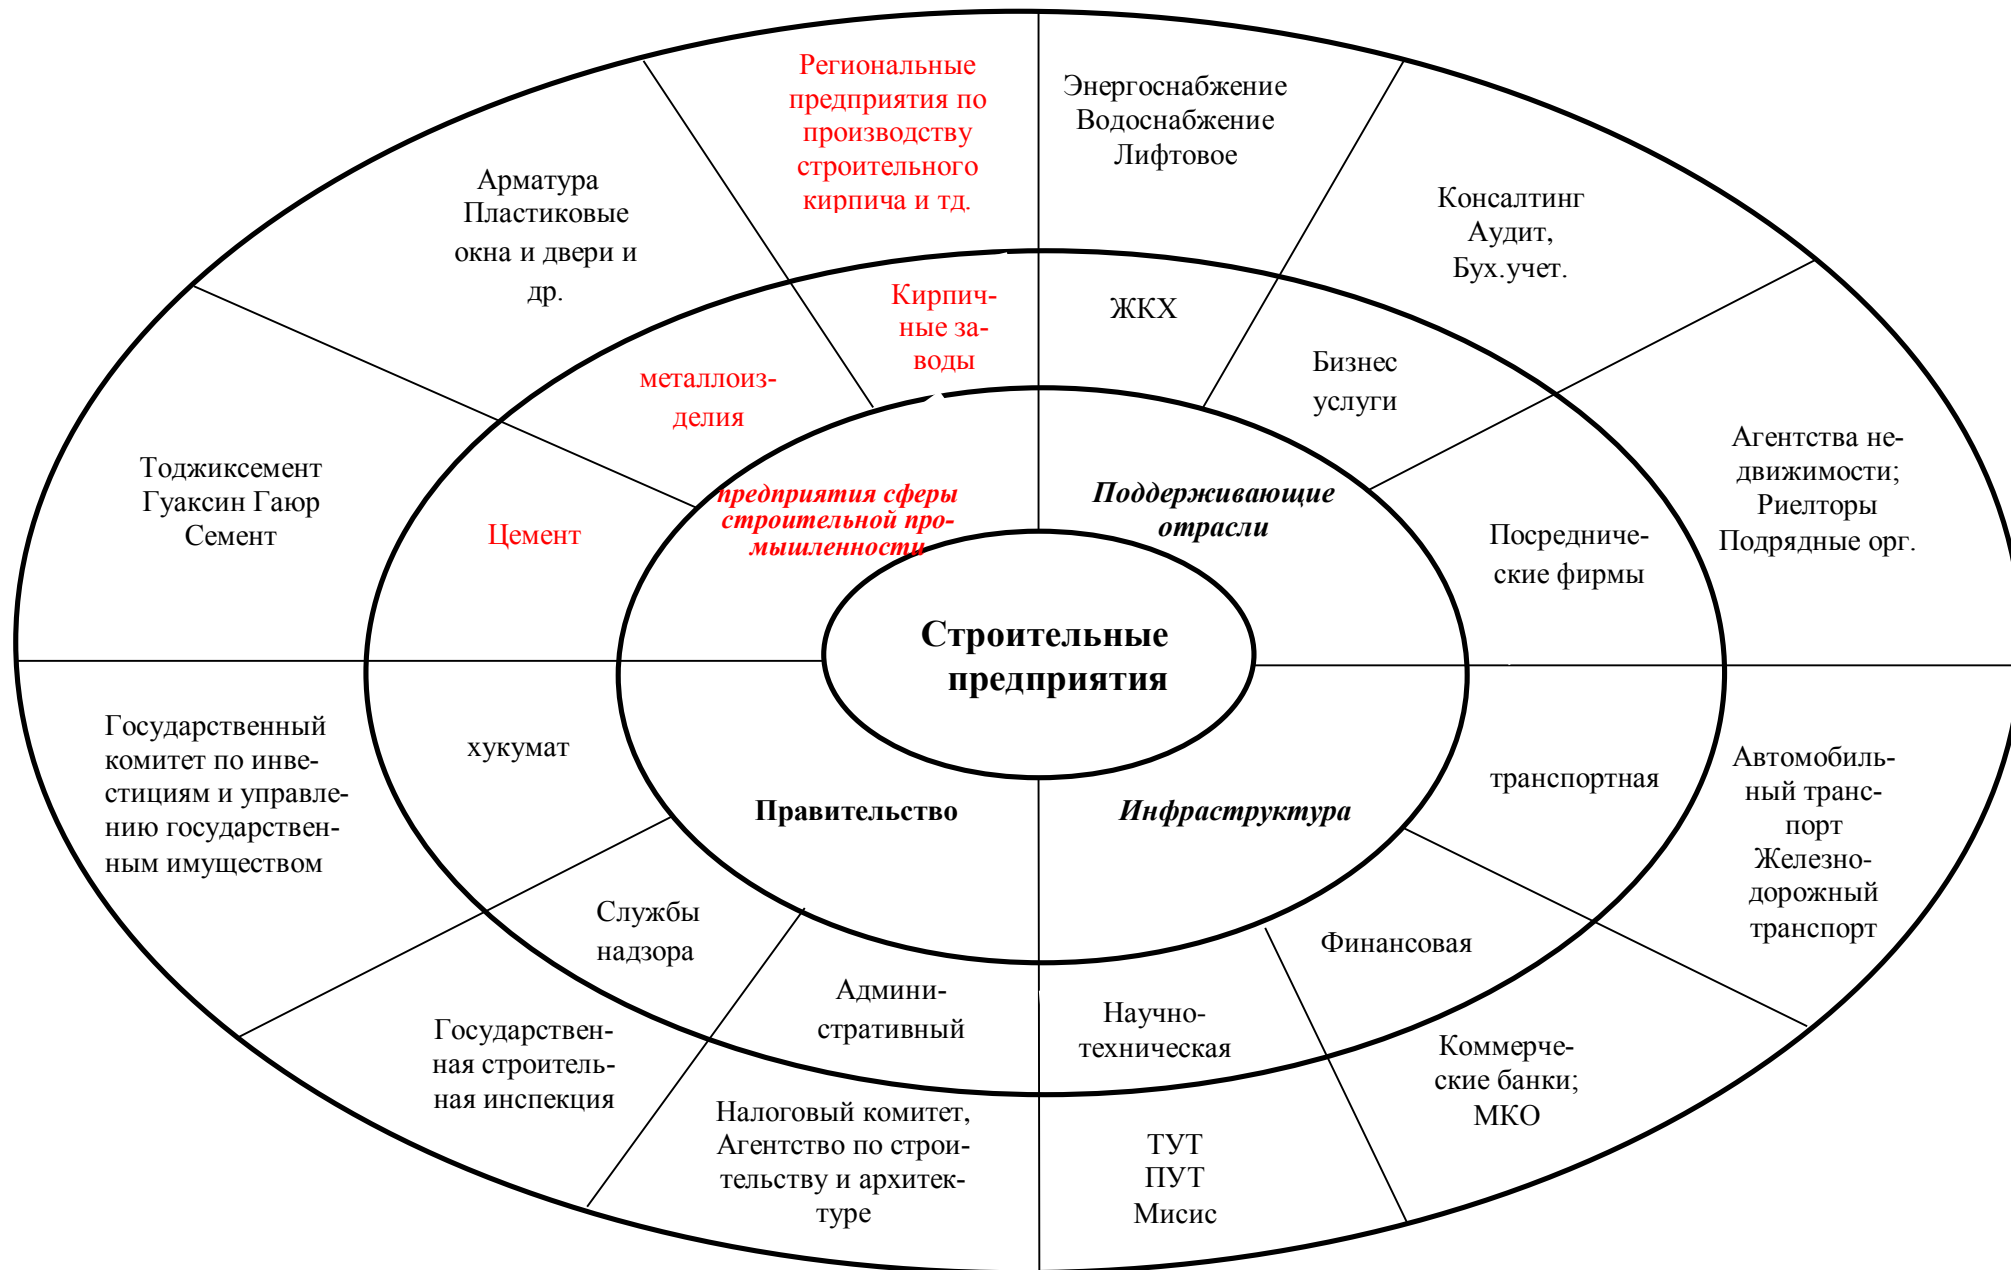 Региональные
предприятия по
производству
строительного
кирпича и тд.
Энергоснабжение
Водоснабжение
Лифтовое
Арматура
Пластиковые
окна и двери и
др.
Консалтинг
Аудит,
Бух.учет.
Кирпич-
ные за-
воды
ЖКХ
металлоиз-
делия
Бизнес
услуги
Тоджиксемент
Гуаксин Гаюр
Семент
Цемент
предприятия сферы
строительной про-
мышленности
Поддерживающие
отрасли
Посредниче-
ские фирмы
Агентства не-
движимости;
Риелторы
Подрядные орг.
Строительные
предприятия
Государственный
комитет по инве-
стициям и управле-
нию государствен-
ным имуществом
хукумат
Правительство
Инфраструктура
транспортная
Автомобиль-
ный транс-
порт
Железно-
дорожный
транспорт
Службы
надзора
Админи-
стративный
Научно-
техническая
Финансовая
Государствен-
ная строитель-
ная инспекция
Налоговый комитет,
Агентство по строи-
тельству и архитек-
туре
ТУТ
ПУТ
Мисис
Коммерче-
ские банки;
МКО